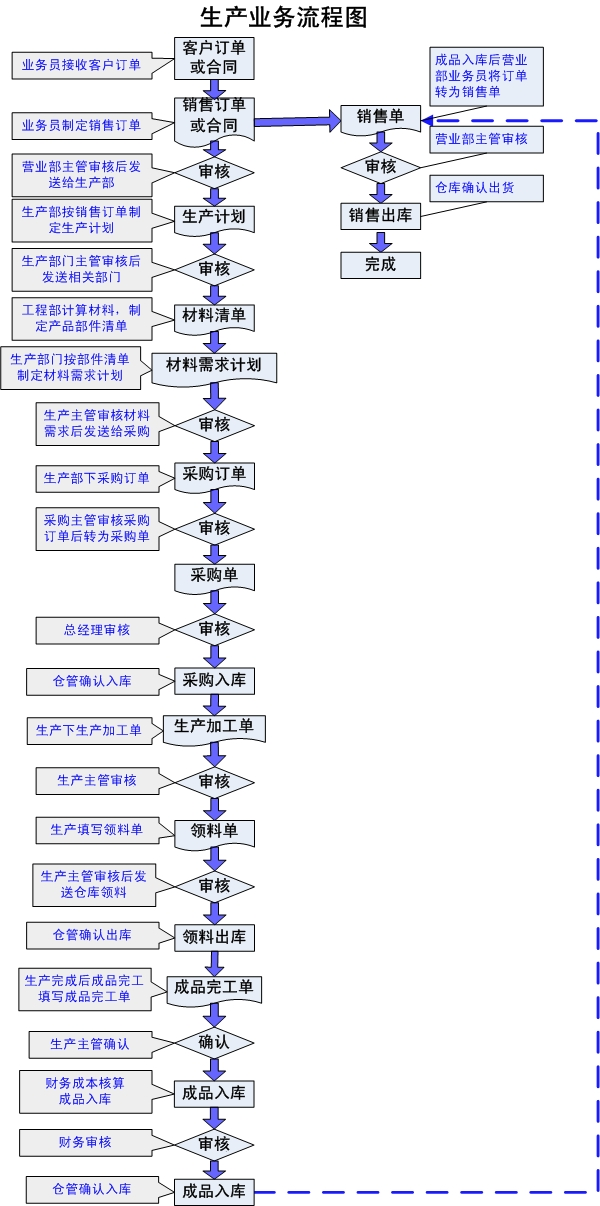 生产业务流程图
业务员接收客户订单
客户订单
或合同
成品入库后营业
部业务员将订单
转为销售单
业务员制定销售订单
销售订单
或合同
销售单
营业部主管审核后发
送给生产部
审核
审核
营业部主管审核
生产部按销售订单制
定生产计划
生产计划
销售出库
仓库确认出货
生产部门主管审核后
发送相关部门
审核
完成
工程部计算材料，制
定产品部件清单
材料清单
生产部门按部件清单
制定材料需求计划
材料需求计划
生产主管审核材料
需求后发送给采购
审核
生产部下采购订单
采购订单
采购主管审核采购
订单后转为采购单
审核
采购单
总经理审核
审核
仓管确认入库
采购入库
生产下生产加工单
生产加工单
生产主管审核
审核
生产填写领料单
领料单
生产主管审核后发
送仓库领料
审核
仓管确认出库
领料出库
生产完成后成品完工
填写成品完工单
成品完工单
生产主管确认
确认
财务成本核算
成品入库
成品入库
财务审核
审核
仓管确认入库
成品入库